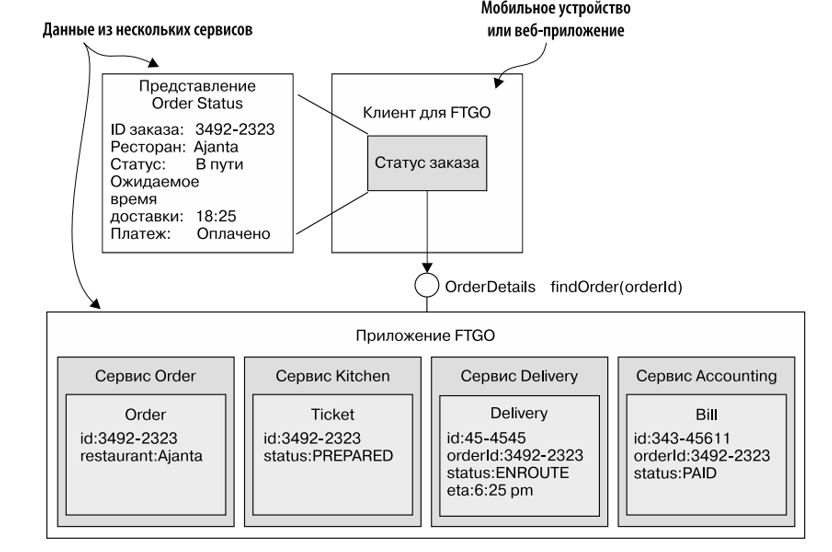 Мобильное устройство
или веб-приложение
Данные из нескольких сервисов
Представление
Order Status
ID заказа: 3492-2323
Ресторан: Ajanta
Статус: В пути
Ожидаемое
время
доставки: 18:25
Платеж: Оплачено
Клиент для FTGO
Статус заказа
OrderDetails findOrder(orderId)
Приложение FTGO
Сервис Order
Order
id:3492-2323
restaurant:Ajanta
Сервис Kitchen
Ticket
id:3492-2323
status:PREPARED
Сервис Delivery
Delivery
id:45-4545
orderId:3492-2323
status:ENROUTE
eta:6:25 pm
Сервис Accounting
Bill
id:343-45611
orderId:3492-2323
status:PAID